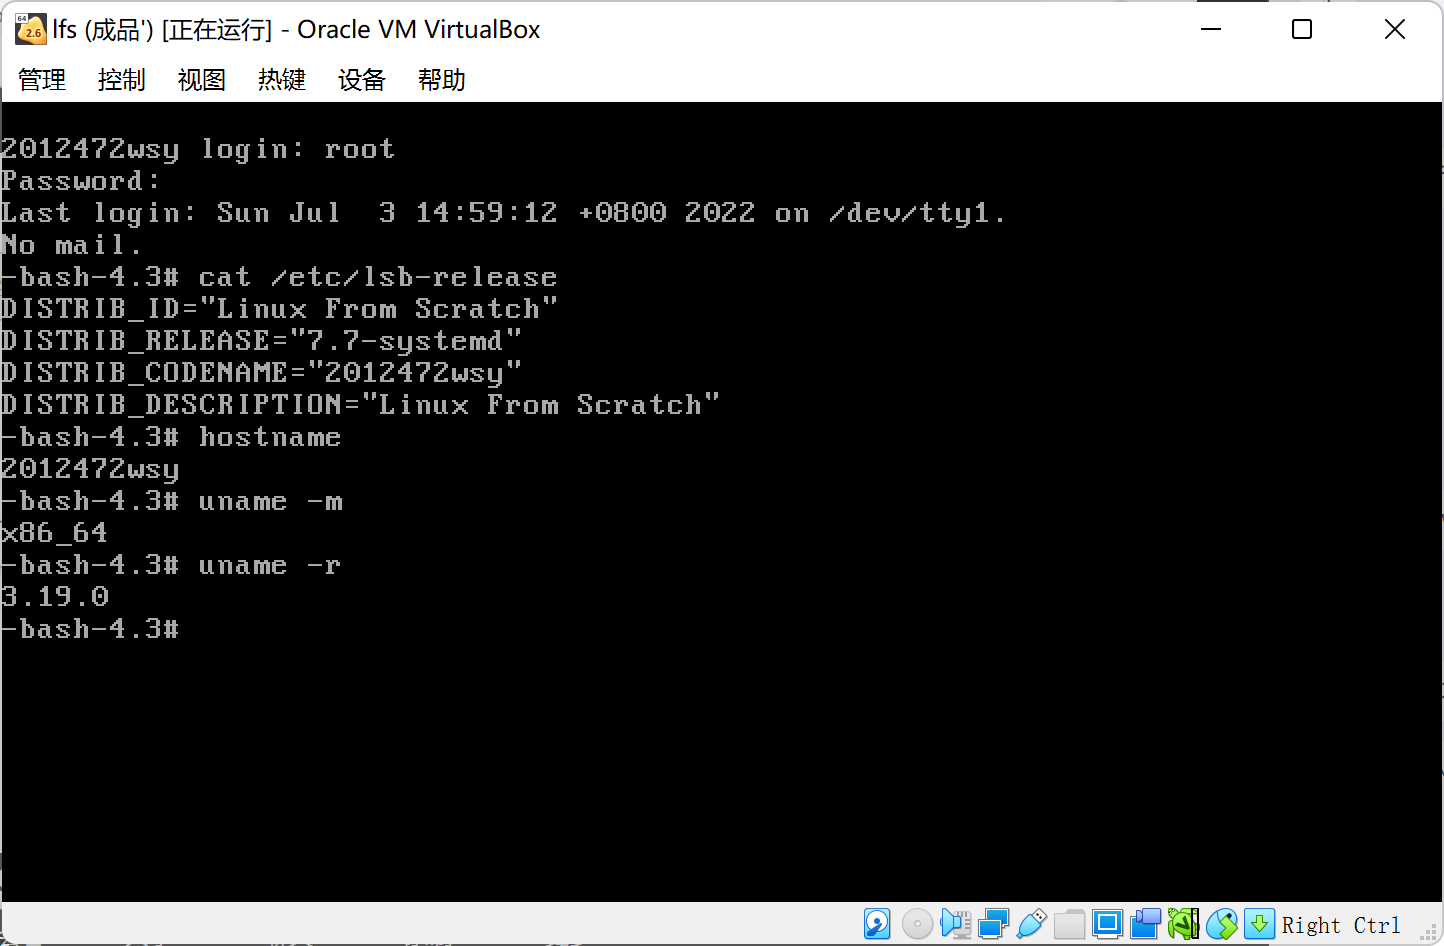 64
2.6
lfs (成品') [正在运行] - Oracle VM VirtualBox
管理 控制 视图 热键 设备 帮助
2012472wsy login: root
Password:
Last login: Sun Jul  3 14:59:12 +0800 2022 on /dev/tty1.
No mail.
-bash-4.3# cat /etc/lsb-release
DISTRIB_ID="Linux From Scratch"
DISTRIB_RELEASE="7.7-systemd"
DISTRIB_CODENAME="2012472wsy"
DISTRIB_DESCRIPTION="Linux From Scratch"
-bash-4.3# hostname
2012472wsy
-bash-4.3# uname -m
x86_64
-bash-4.3# uname -r
3.19.0
-bash-4.3#
Right Ctrl